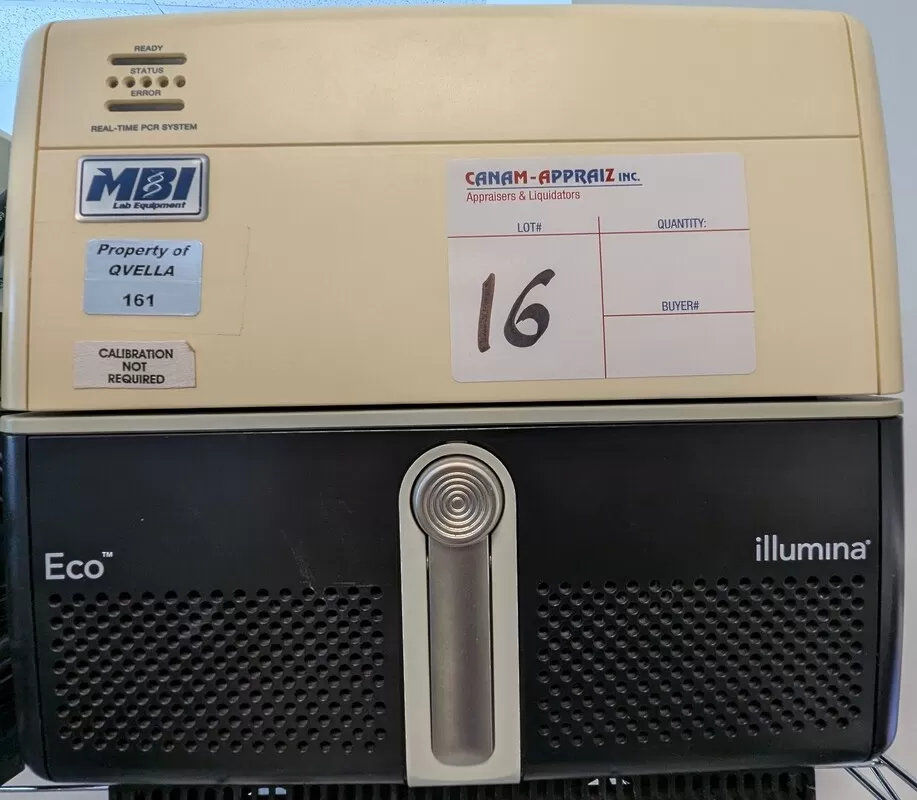 READY
STATUS
ERROR
REAL-TIME PCR SYSTEM
MBI
Lab Equipment
Property of
QVELLA
161
CALIBRATION
NOT
REQUIRED
CANAM-APPRAIZ INC.
Appraisers & Liquidators
LOT#
QUANTITY:
16
BUYER#
Eco™
illumina®